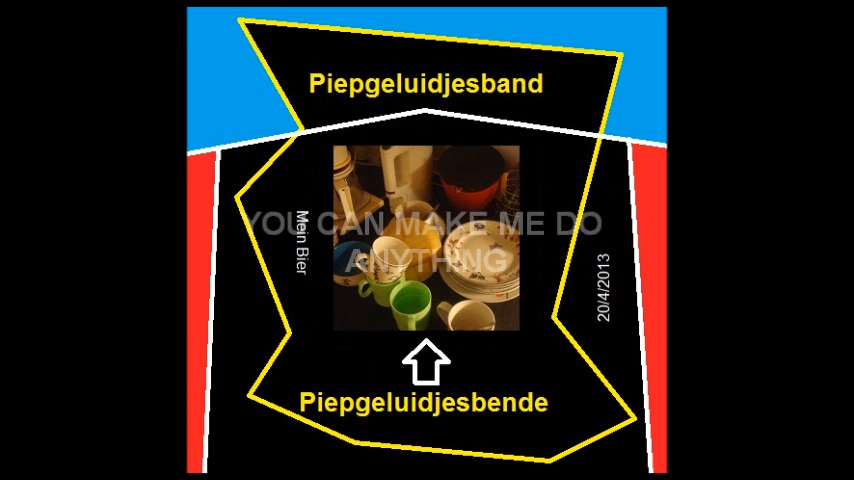 Piepgeluidjesband
YOU CAN MAKE ME DO
ANYTHING
Mein Bier
20/4/2013
Piepgeluidjesbende